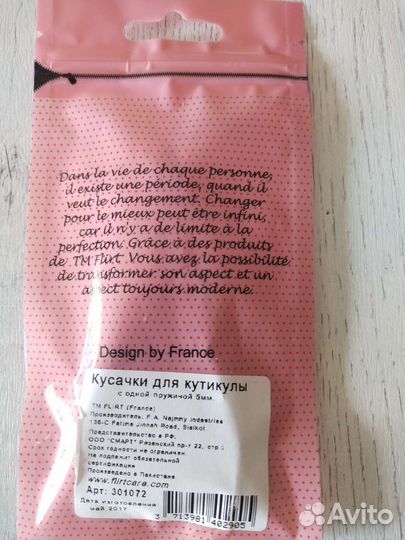 Dans la vie de chaque personne,
il existe une période, quand il
veut le changement. Changer
pour le mieux peut être infini,
car il n'y a de limite à la
perfection. Grâce à des produits
de TM Flirt Vous avez la possibilité
de transformer son aspect et un
aspect toujours moderne.
Design by France
Кусачки для кутикулы
с одной пружиной 5мм.
TM FLIRT (France)
Производитель: F.A. Najmmy Indestries
136-C Fatima Jinnah Road, Sialkot
Представительство в РФ:
ООО "СМАРТ" Рязанский пр-т 22, стр.2
Срок годности не ограничен.
Не подлежит обязательной
сертификации
Произведено в Пакистане
www.flirtcare.com
Арт: 301072
Дата изготовления
май 2017
3 713981 402905
Avito